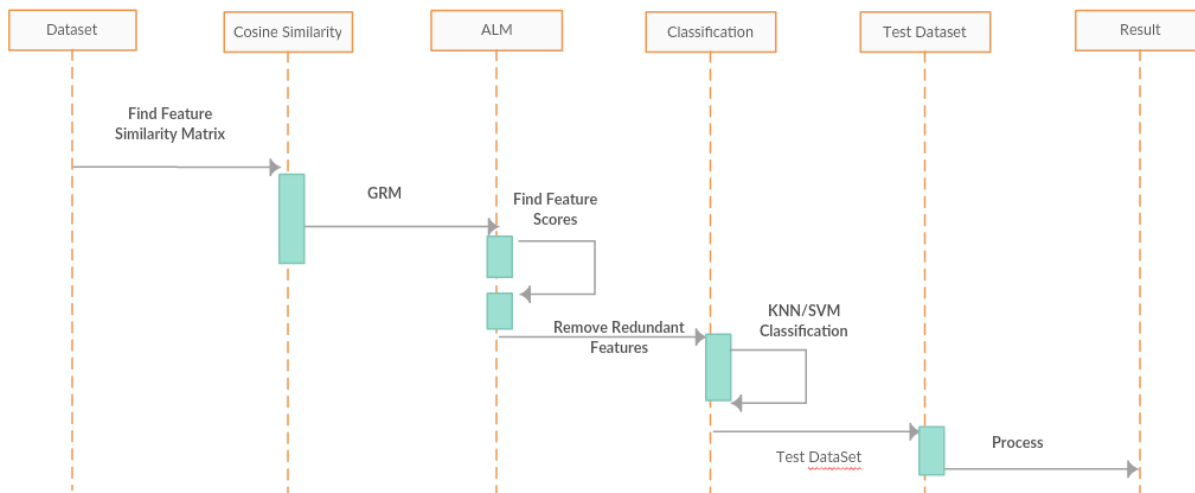 Dataset
Cosine Similarity
ALM
Classification
Test Dataset
Result
Find Feature
Similarity Matrix
GRM
Find Feature
Scores
Remove Redundant
Features
KNN/SVM
Classification
Test DataSet
Process